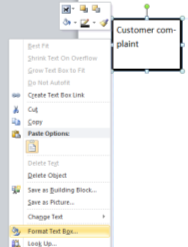 Customer com-
plaint
Best Fit
Shrink Text On Overflow
Grow Text Box to Fit
Do Not Autofit
Create Text Box Link
Cut
Copy
Paste Options:
Delete Text
Delete Object
Save as Building Block...
Save as Picture...
Change Text
Format Text Box...
Look Up...